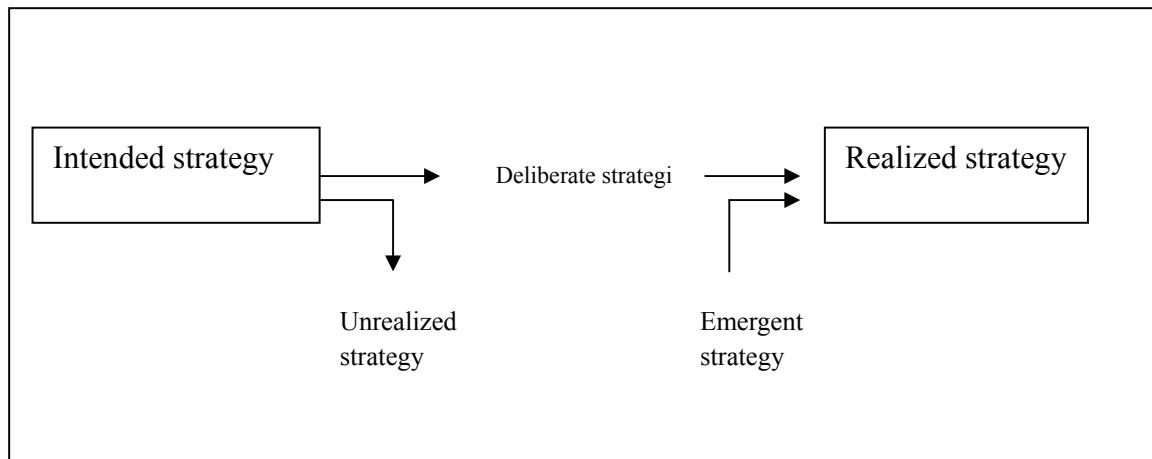 Intended strategy
Deliberate strategi
Realized strategy
Unrealized
strategy
Emergent
strategy